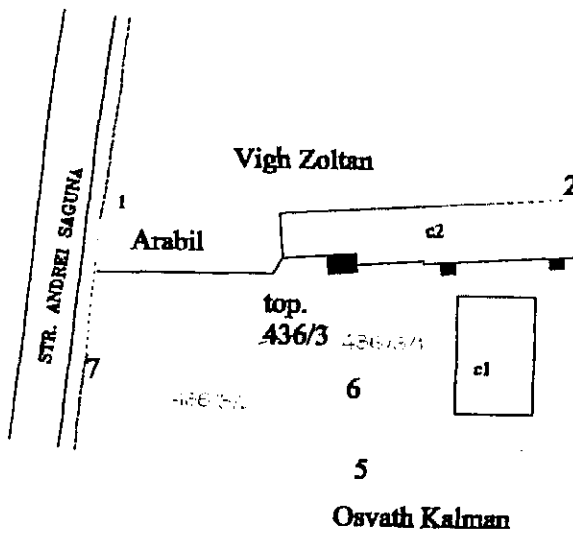 Vigh Zoltan
2
1
c2
Arabil
STR. ANDREI SAGUNA
top.
436/3
7
c1
6
5
Osvath Kalman